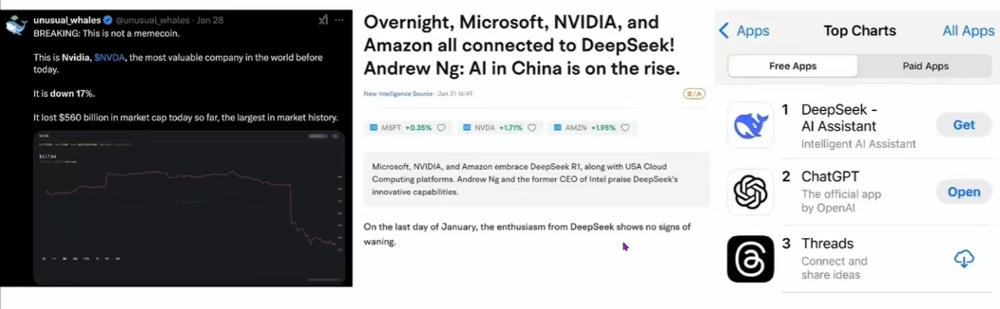 unusual_whales @unusual_whales · Jan 28
BREAKING: This is not a memecoin.
This is Nvidia, $NVDA, the most valuable company in the world before
today.
It is down 17%.
It lost $560 billion in market cap today so far, the largest in market history.
$117.84
Overnight, Microsoft, NVIDIA, and
Amazon all connected to DeepSeek!
Andrew Ng: AI in China is on the rise.
New Intelligence Source · Jan 31 16:49
文/A
MSFT +0.35%
NVDA +1.71%
AMZN +1.95%
Microsoft, NVIDIA, and Amazon embrace DeepSeek R1, along with USA Cloud
Computing platforms. Andrew Ng and the former CEO of Intel praise DeepSeek's
innovative capabilities.
On the last day of January, the enthusiasm from DeepSeek shows no signs of
waning.
Apps
Top Charts
All Apps
Free Apps
Paid Apps
1 DeepSeek -
AI Assistant
Intelligent AI Assistant
Get
2 ChatGPT
The official app
by OpenAI
Open
3 Threads
Connect and
share ideas